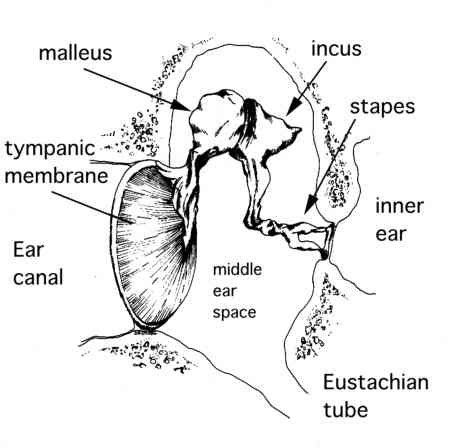 malleus
incus
stapes
tympanic
membrane
inner
ear
Ear
canal
middle
ear
space
Eustachian
tube